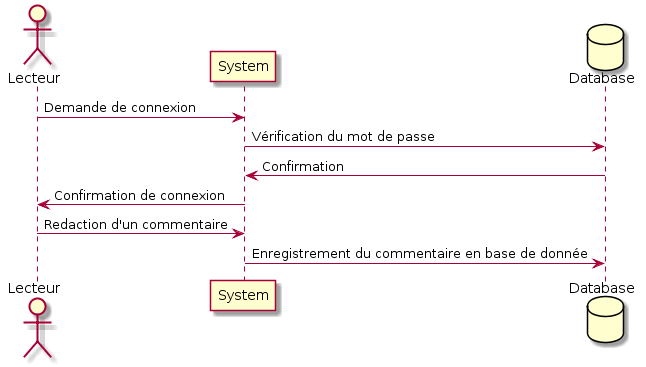 Lecteur
System
Database
Demande de connexion
Vérification du mot de passe
Confirmation
Confirmation de connexion
Redaction d'un commentaire
Enregistrement du commentaire en base de donnée
Lecteur
System
Database